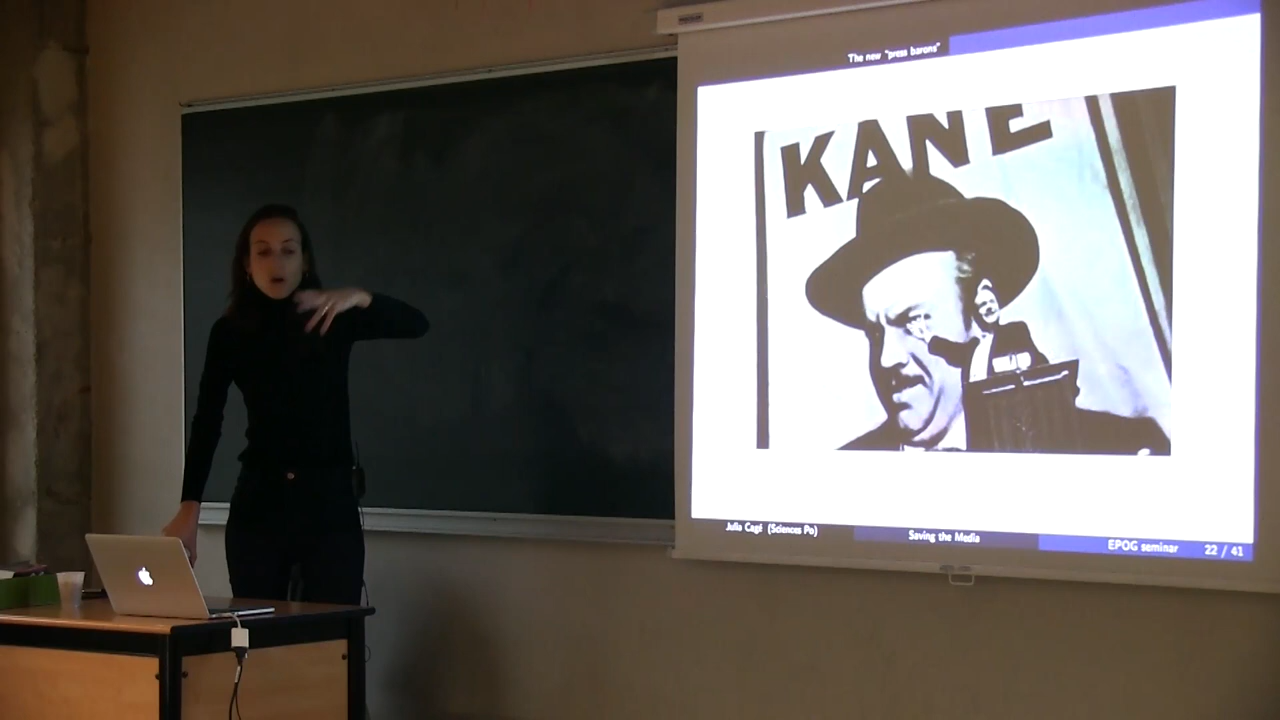 The new "press barons"
KANE
Julia Cagé (Sciences Po)
Saving the Media
EPOG seminar
22 / 41